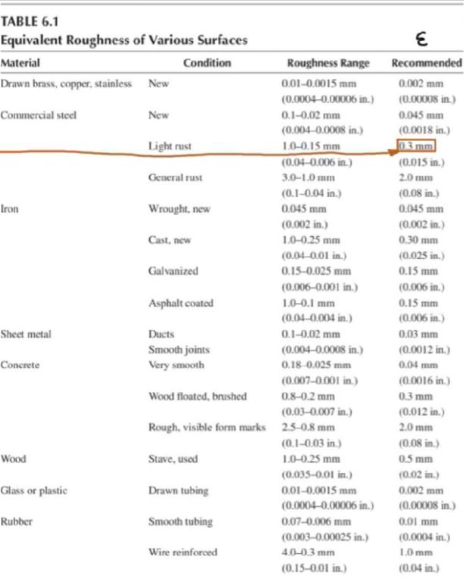 TABLE 6.1
Equivalent Roughness of Various Surfaces ε
Material Condition Roughness Range Recommended
Drawn brass, copper, stainless New 0.01–0.0015 mm 0.002 mm
(0.0004–0.00006 in.) (0.00008 in.)
Commercial steel New 0.1–0.02 mm 0.045 mm
(0.004–0.0008 in.) (0.0018 in.)
Light rust 1.0–0.15 mm 0.3 mm
(0.04–0.006 in.) (0.015 in.)
General rust 3.0–1.0 mm 2.0 mm
(0.1–0.04 in.) (0.08 in.)
Iron Wrought, new 0.045 mm 0.045 mm
(0.002 in.) (0.002 in.)
Cast, new 1.0–0.25 mm 0.30 mm
(0.04–0.01 in.) (0.025 in.)
Galvanized 0.15–0.025 mm 0.15 mm
(0.006–0.001 in.) (0.006 in.)
Asphalt coated 1.0–0.1 mm 0.15 mm
(0.04–0.004 in.) (0.006 in.)
Sheet metal Ducts 0.1–0.02 mm 0.03 mm
Smooth joints (0.004–0.0008 in.) (0.0012 in.)
Concrete Very smooth 0.18–0.025 mm 0.04 mm
(0.007–0.001 in.) (0.0016 in.)
Wood floated, brushed 0.8–0.2 mm 0.3 mm
(0.03–0.007 in.) (0.012 in.)
Rough, visible form marks 2.5–0.8 mm 2.0 mm
(0.1–0.03 in.) (0.08 in.)
Wood Stave, used 1.0–0.25 mm 0.5 mm
(0.035–0.01 in.) (0.02 in.)
Glass or plastic Drawn tubing 0.01–0.0015 mm 0.002 mm
(0.0004–0.00006 in.) (0.00008 in.)
Rubber Smooth tubing 0.07–0.006 mm 0.01 mm
(0.003–0.00025 in.) (0.0004 in.)
Wire reinforced 4.0–0.3 mm 1.0 mm
(0.15–0.01 in.) (0.04 in.)